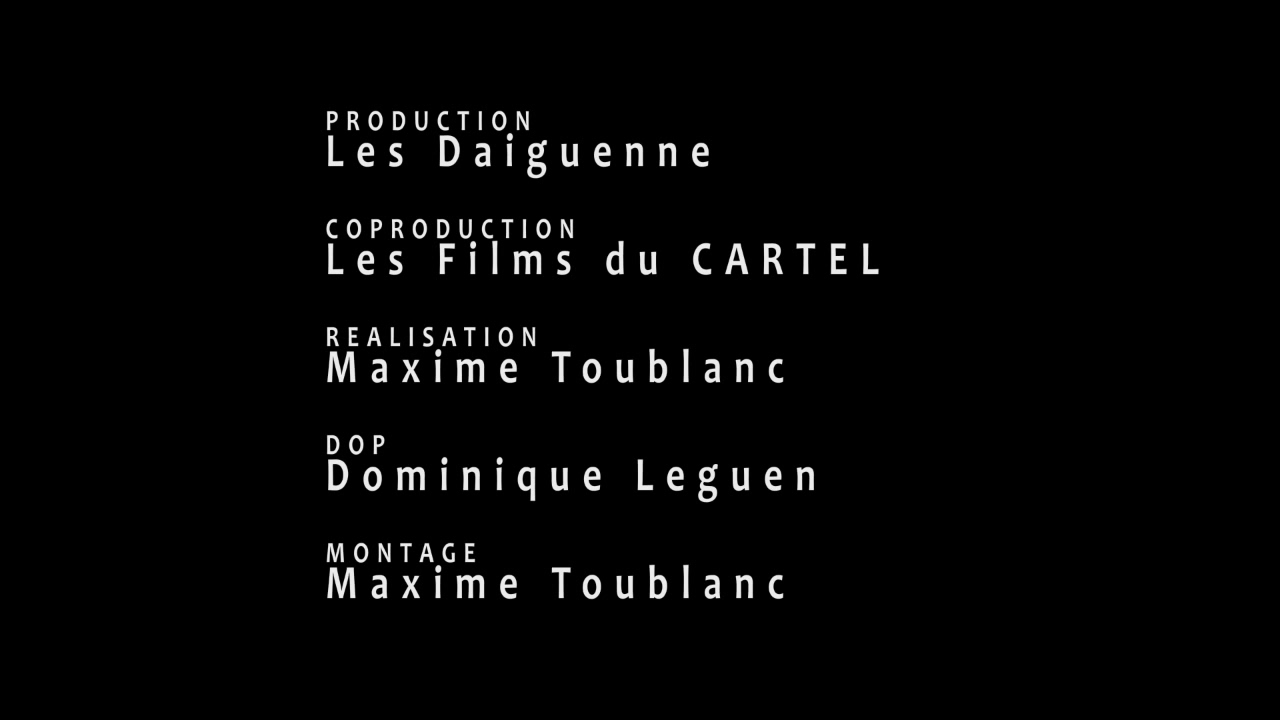 PRODUCTION
Les Daiguenne
COPRODUCTION
Les Films du CARTEL
REALISATION
Maxime Toublanc
DOP
Dominique Leguen
MONTAGE
Maxime Toublanc